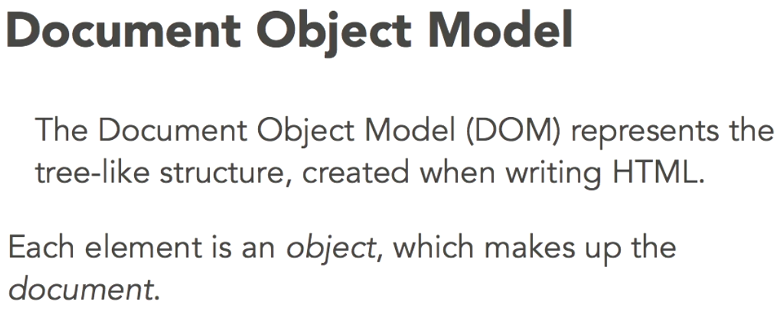 Document Object Model
The Document Object Model (DOM) represents the
tree-like structure, created when writing HTML.
Each element is an object, which makes up the
document.